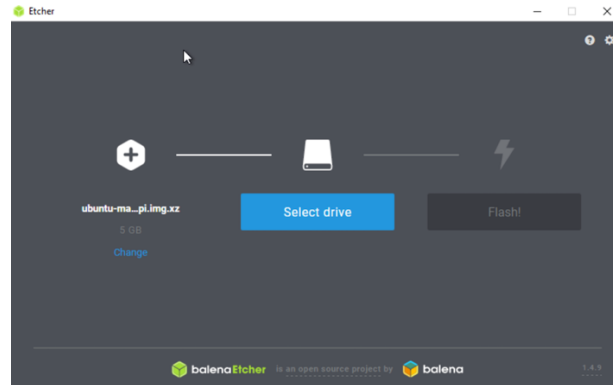 Etcher
ubuntu-ma...pi.img.xz
5 GB
Change
Select drive
Flash!
balenaEtcher is an open source project by balena
1.4.9